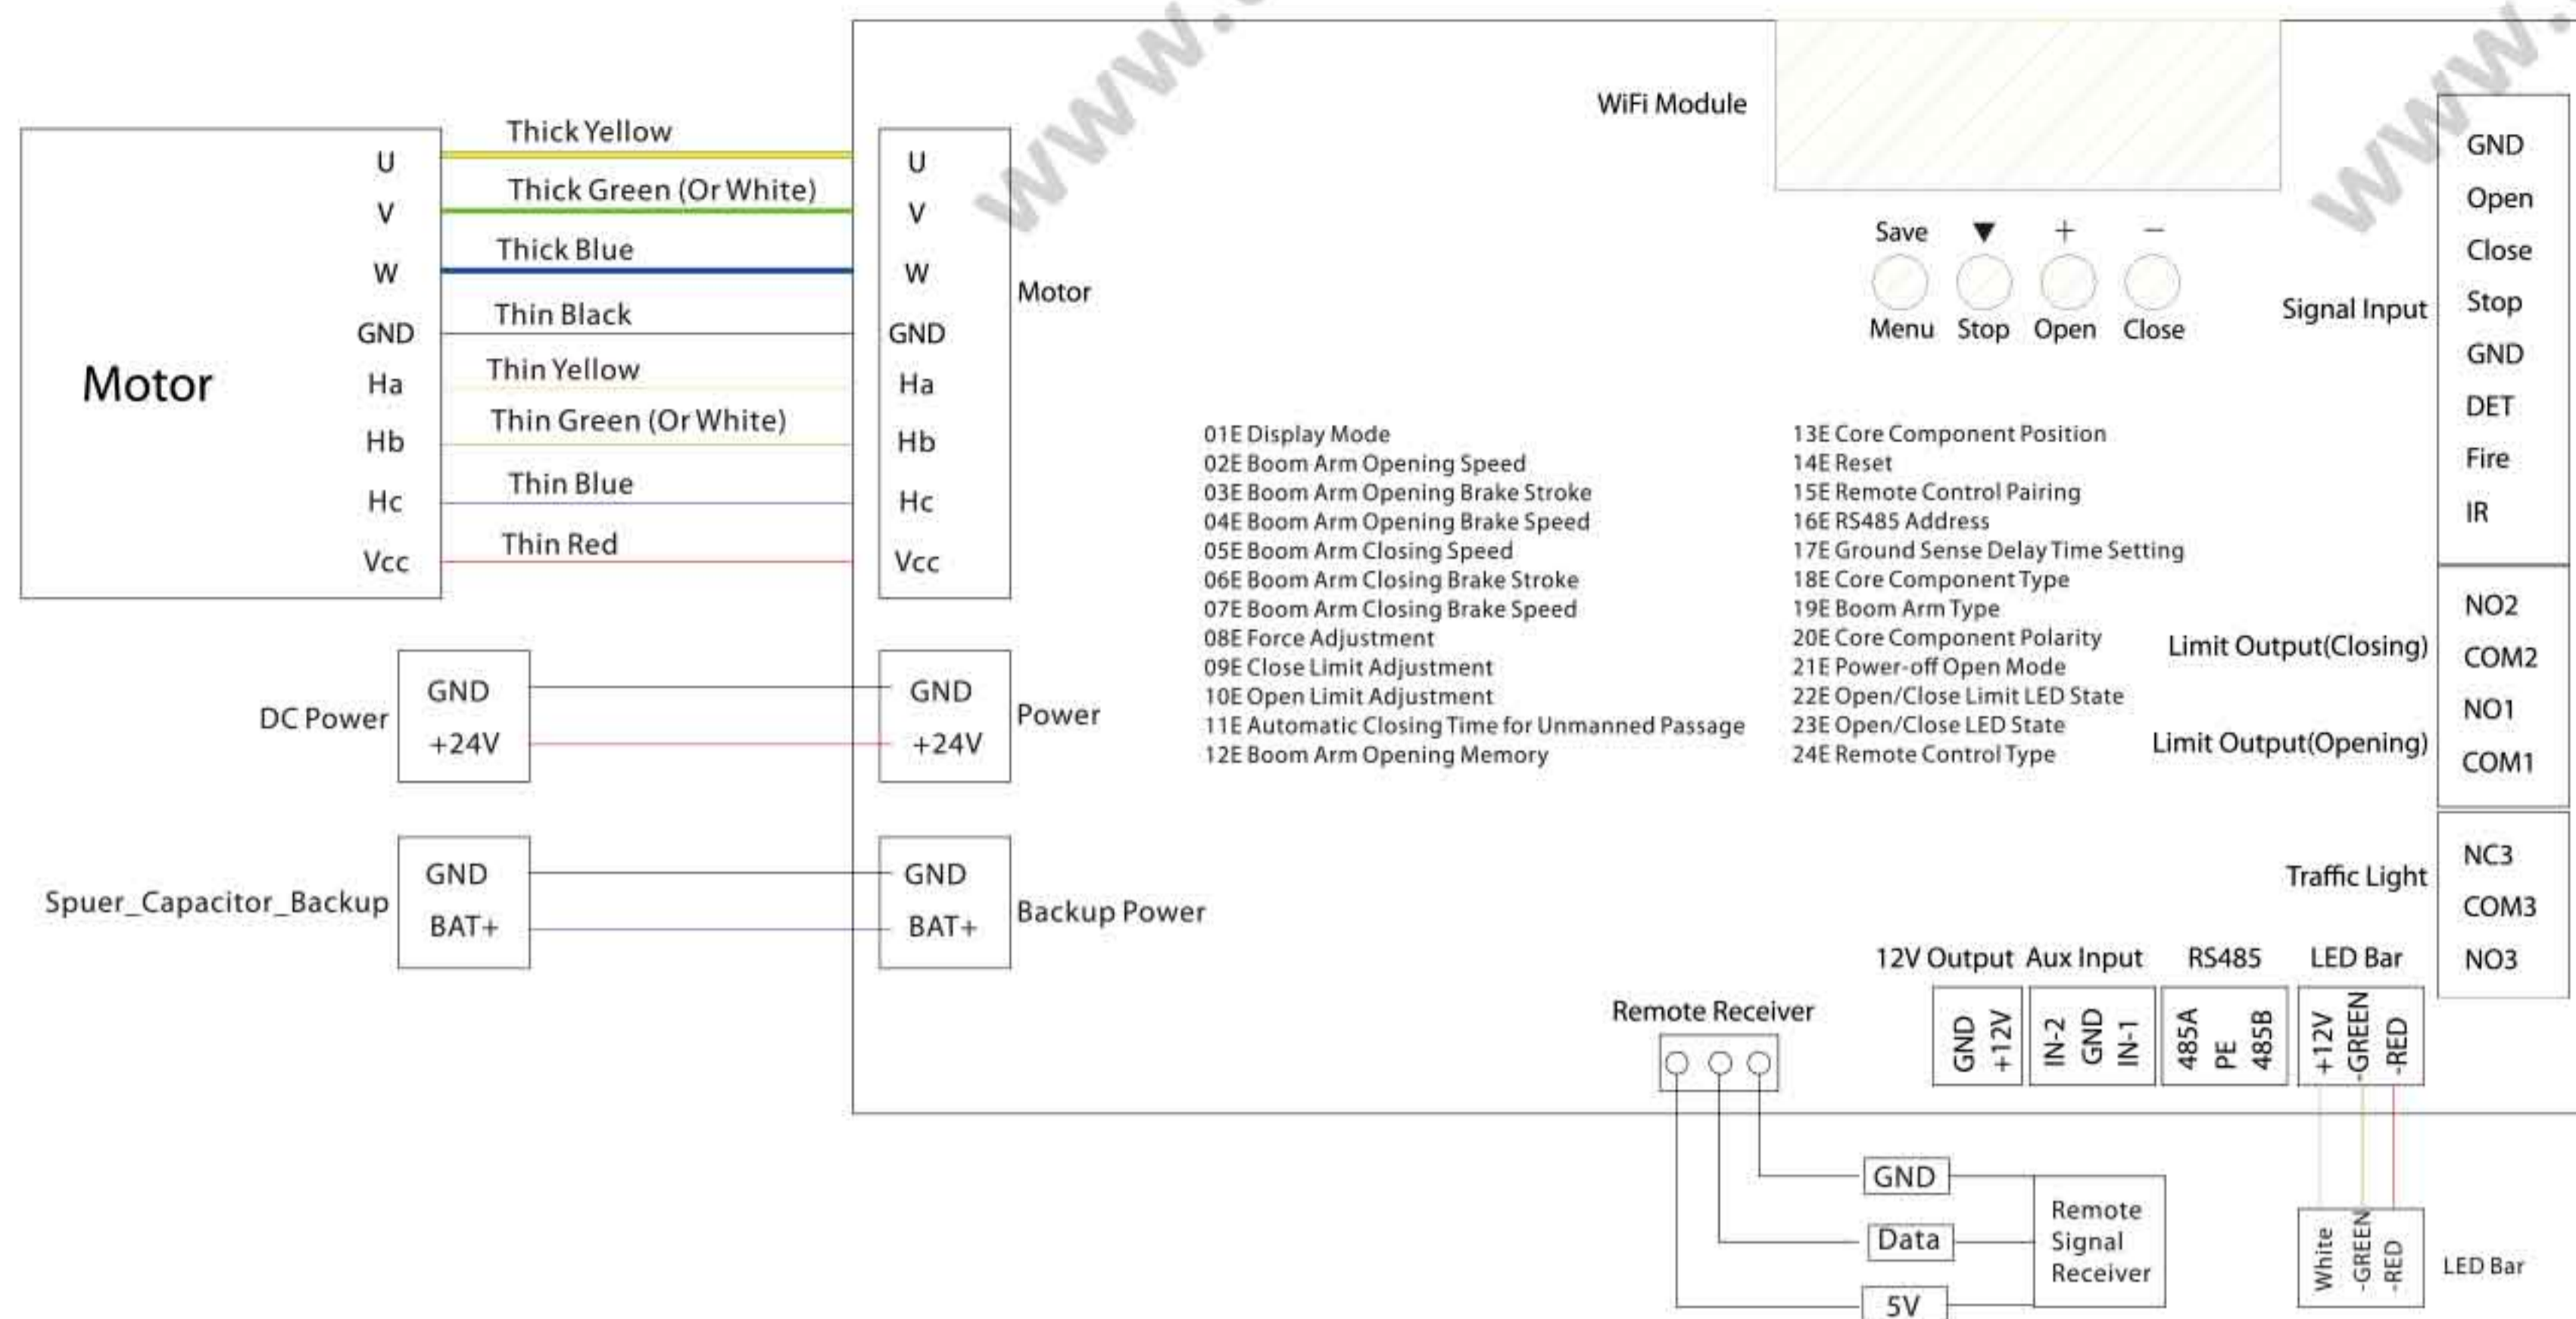 Motor
U
V
W
GND
Ha
Hb
Hc
Vcc
Thick Yellow
Thick Green (Or White)
Thick Blue
Thin Black
Thin Yellow
Thin Green (Or White)
Thin Blue
Thin Red
U
V
W
GND
Ha
Hb
Hc
Vcc
Motor
DC Power
GND
+24V
GND
+24V
Power
Spuer_Capacitor_Backup
GND
BAT+
GND
BAT+
Backup Power
www.
WiFi Module
Save ▼ + −
Menu Stop Open Close
01E Display Mode
02E Boom Arm Opening Speed
03E Boom Arm Opening Brake Stroke
04E Boom Arm Opening Brake Speed
05E Boom Arm Closing Speed
06E Boom Arm Closing Brake Stroke
07E Boom Arm Closing Brake Speed
08E Force Adjustment
09E Close Limit Adjustment
10E Open Limit Adjustment
11E Automatic Closing Time for Unmanned Passage
12E Boom Arm Opening Memory
13E Core Component Position
14E Reset
15E Remote Control Pairing
16E RS485 Address
17E Ground Sense Delay Time Setting
18E Core Component Type
19E Boom Arm Type
20E Core Component Polarity
21E Power-off Open Mode
22E Open/Close Limit LED State
23E Open/Close LED State
24E Remote Control Type
www.
Signal Input
GND
Open
Close
Stop
GND
DET
Fire
IR
Limit Output(Closing)
NO2
COM2
Limit Output(Opening)
NO1
COM1
Traffic Light
NC3
COM3
NO3
12V Output
GND
+12V
Aux Input
IN-2
GND
IN-1
RS485
485A
PE
485B
LED Bar
+12V
-GREEN
-RED
White
-GREEN
-RED
LED Bar
Remote Receiver
GND
Data
5V
Remote
Signal
Receiver